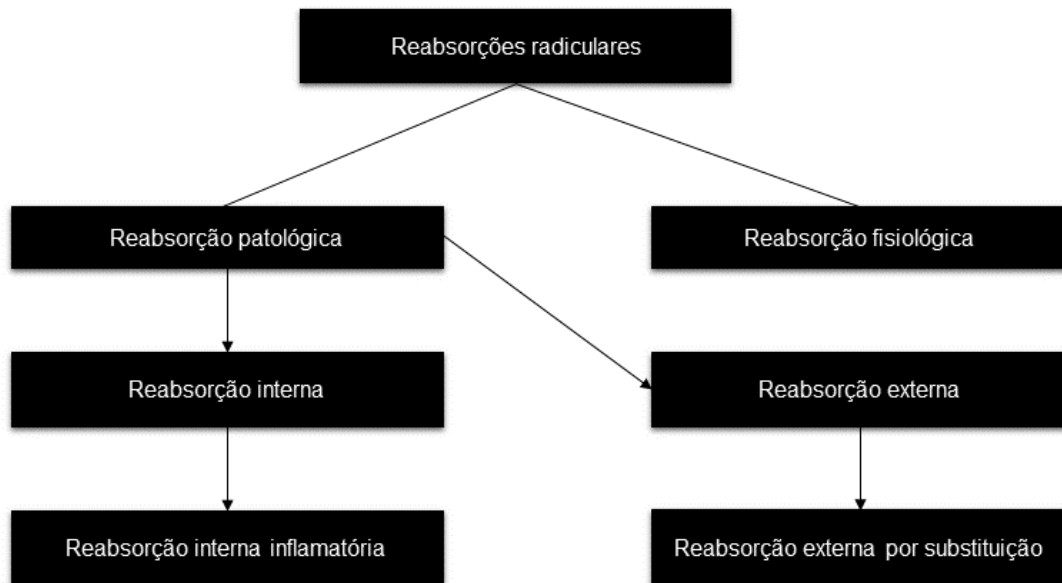 Reabsorções radiculares
Reabsorção patológica
Reabsorção fisiológica
Reabsorção interna
Reabsorção externa
Reabsorção interna inflamatória
Reabsorção externa por substituição